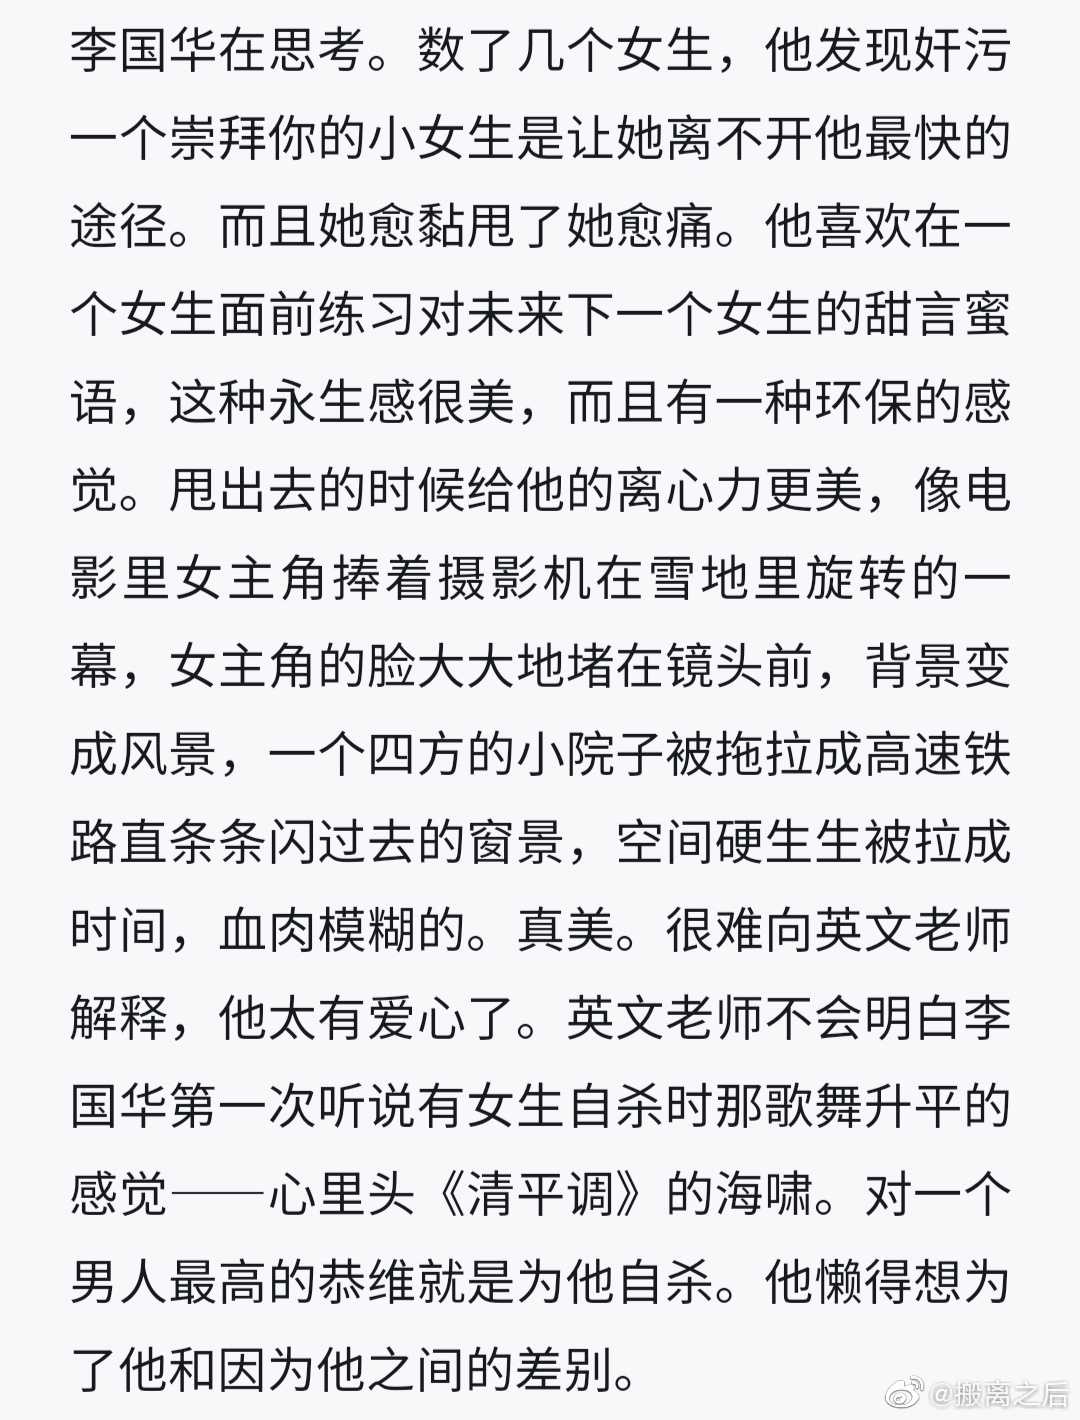 李国华在思考。数了几个女生，他发现奸污
一个崇拜你的小女生是让她离不开他最快的
途径。而且她愈黏甩了她愈痛。他喜欢在一
个女生面前练习对未来下一个女生的甜言蜜
语，这种永生感很美，而且有一种环保的感
觉。甩出去的时候给他的离心力更美，像电
影里女主角捧着摄影机在雪地里旋转的一
幕，女主角的脸大大地堵在镜头前，背景变
成风景，一个四方的小院子被拖拉成高速铁
路直条条闪过去的窗景，空间硬生生被拉成
时间，血肉模糊的。真美。很难向英文老师
解释，他太有爱心了。英文老师不会明白李
国华第一次听说有女生自杀时那歌舞升平的
感觉——心里头《清平调》的海啸。对一个
男人最高的恭维就是为他自杀。他懒得想为
了他和因为他之间的差别。
@搬离之后